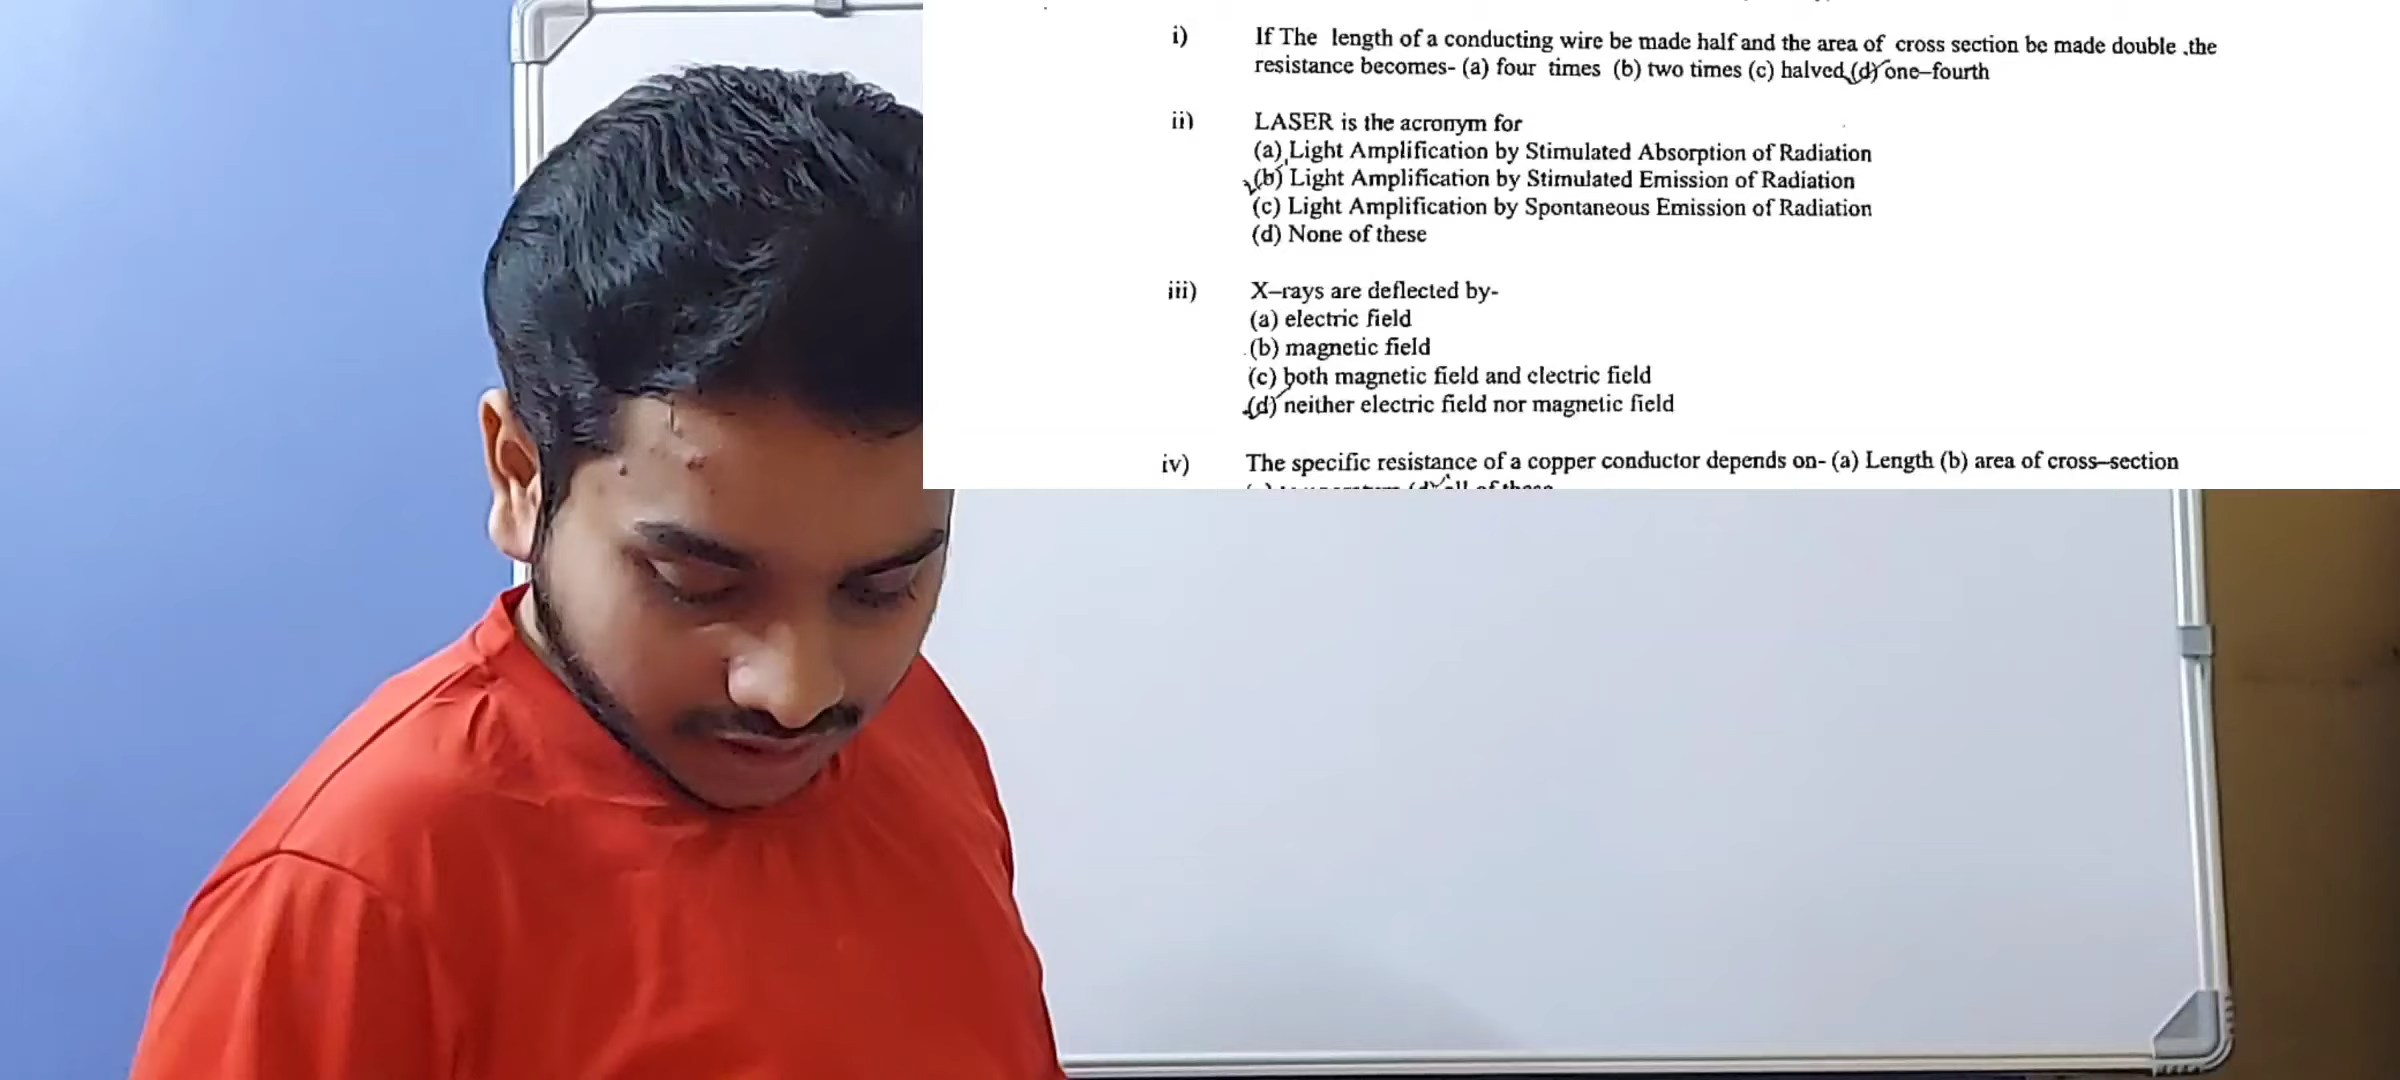 i) If The length of a conducting wire be made half and the area of cross section be made double ,the
resistance becomes- (a) four times (b) two times (c) halved (d) one–fourth
ii) LASER is the acronym for
(a) Light Amplification by Stimulated Absorption of Radiation
(b) Light Amplification by Stimulated Emission of Radiation
(c) Light Amplification by Spontaneous Emission of Radiation
(d) None of these
iii) X–rays are deflected by-
(a) electric field
(b) magnetic field
(c) both magnetic field and electric field
(d) neither electric field nor magnetic field
iv) The specific resistance of a copper conductor depends on- (a) Length (b) area of cross–section
(d) all of these